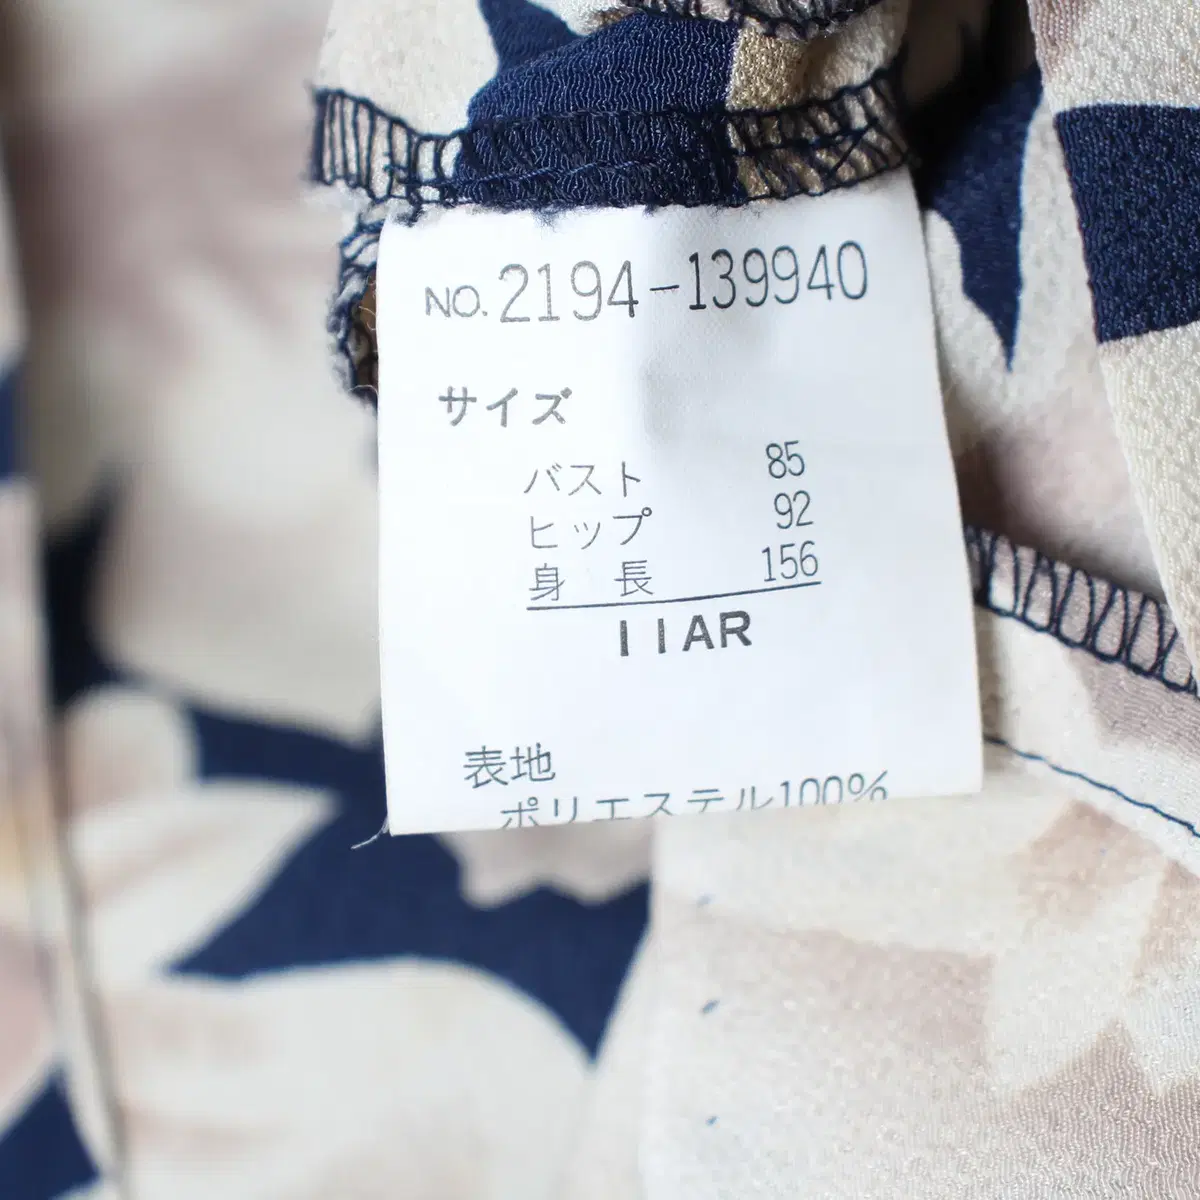 NO.2194-139940
サイズ
バスト 85
ヒップ 92
身 長 156
11AR
表地
ポリエステル100%